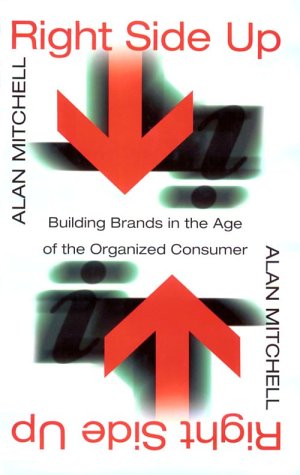 Right Side Up
ALAN MITCHELL
i
Building Brands in the Age
of the Organized Consumer
i
ALAN MITCHELL
Right Side Up